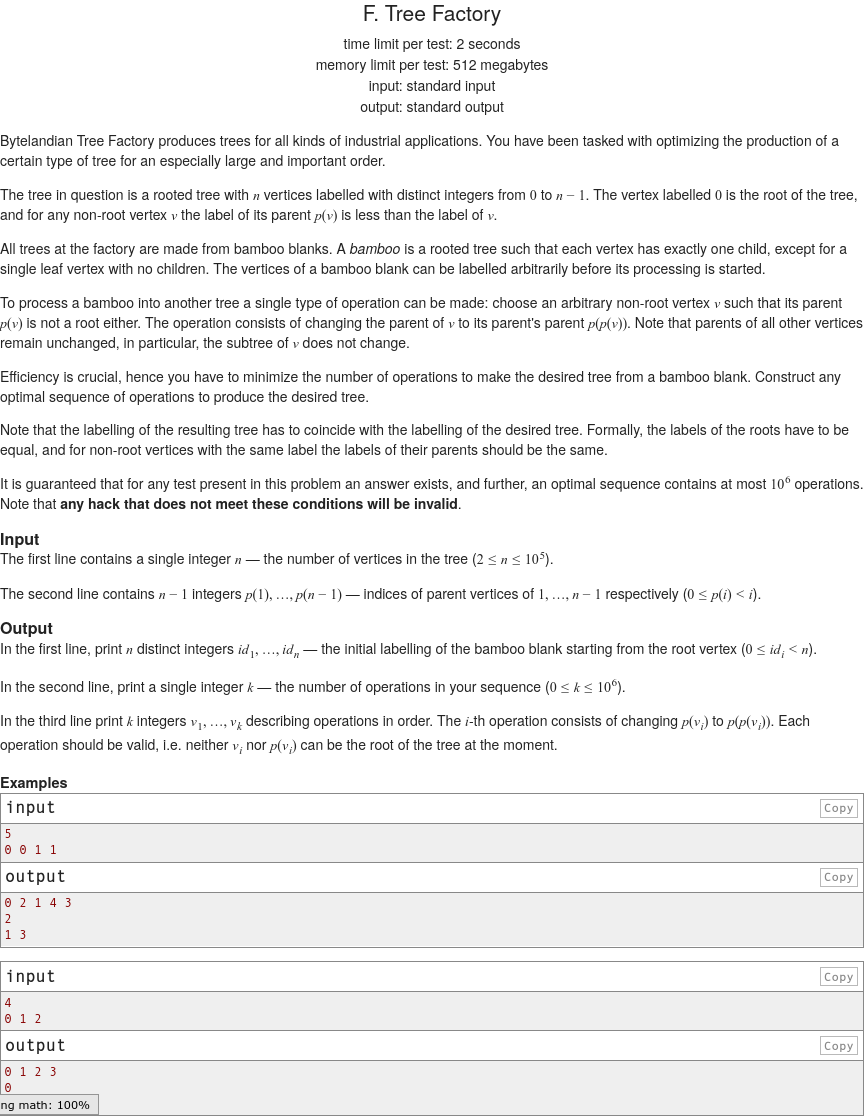 F. Tree Factory
time limit per test: 2 seconds
memory limit per test: 512 megabytes
input: standard input
output: standard output
Bytelandian Tree Factory produces trees for all kinds of industrial applications. You have been tasked with optimizing the production of a
certain type of tree for an especially large and important order.
The tree in question is a rooted tree with n vertices labelled with distinct integers from 0 to n − 1. The vertex labelled 0 is the root of the tree,
and for any non-root vertex v the label of its parent p(v) is less than the label of v.
All trees at the factory are made from bamboo blanks. A bamboo is a rooted tree such that each vertex has exactly one child, except for a
single leaf vertex with no children. The vertices of a bamboo blank can be labelled arbitrarily before its processing is started.
To process a bamboo into another tree a single type of operation can be made: choose an arbitrary non-root vertex v such that its parent
p(v) is not a root either. The operation consists of changing the parent of v to its parent's parent p(p(v)). Note that parents of all other vertices
remain unchanged, in particular, the subtree of v does not change.
Efficiency is crucial, hence you have to minimize the number of operations to make the desired tree from a bamboo blank. Construct any
optimal sequence of operations to produce the desired tree.
Note that the labelling of the resulting tree has to coincide with the labelling of the desired tree. Formally, the labels of the roots have to be
equal, and for non-root vertices with the same label the labels of their parents should be the same.
It is guaranteed that for any test present in this problem an answer exists, and further, an optimal sequence contains at most 10^6 operations.
Note that any hack that does not meet these conditions will be invalid.
Input
The first line contains a single integer n — the number of vertices in the tree (2 ≤ n ≤ 10^5).
The second line contains n − 1 integers p(1), …, p(n − 1) — indices of parent vertices of 1, …, n − 1 respectively (0 ≤ p(i) < i).
Output
In the first line, print n distinct integers id_1, …, id_n — the initial labelling of the bamboo blank starting from the root vertex (0 ≤ id_i < n).
In the second line, print a single integer k — the number of operations in your sequence (0 ≤ k ≤ 10^6).
In the third line print k integers v_1, …, v_k describing operations in order. The i-th operation consists of changing p(v_i) to p(p(v_i)). Each
operation should be valid, i.e. neither v_i nor p(v_i) can be the root of the tree at the moment.
Examples
input Copy
5
0 0 1 1
output Copy
0 2 1 4 3
2
1 3
input Copy
4
0 1 2
output Copy
0 1 2 3
0
ng math: 100%